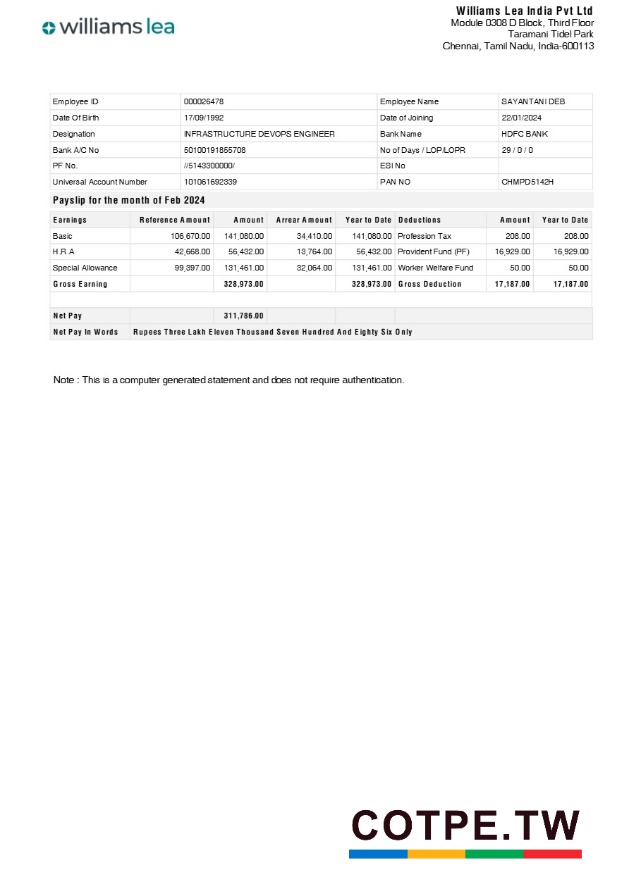 williams lea
Williams Lea India Pvt Ltd
Module 0308 D Block, Third Floor
Taramani Tidel Park
Chennai, Tamil Nadu, India-600113
Employee ID 000026478 Employee Name SAYANTANI DEB
Date Of Birth 17/09/1992 Date of Joining 22/01/2024
Designation INFRASTRUCTURE DEVOPS ENGINEER Bank Name HDFC BANK
Bank A/C No 50100191855708 No of Days / LOP/LOPR 29 / 0 / 0
PF No. //5143300000/ ESI No
Universal Account Number 101061692339 PAN NO CHMPD5142H
Payslip for the month of Feb 2024
Earnings Reference Amount Amount Arrear Amount Year to Date Deductions Amount Year to Date
Basic 106,670.00 141,080.00 34,410.00 141,080.00 Profession Tax 208.00 208.00
H.R.A 42,668.00 56,432.00 13,764.00 56,432.00 Provident Fund (PF) 16,929.00 16,929.00
Special Allowance 99,397.00 131,461.00 32,064.00 131,461.00 Worker Welfare Fund 50.00 50.00
Gross Earning 328,973.00 328,973.00 Gross Deduction 17,187.00 17,187.00
Net Pay 311,786.00
Net Pay In Words Rupees Three Lakh Eleven Thousand Seven Hundred And Eighty Six Only
Note : This is a computer generated statement and does not require authentication.
COTPE.TW